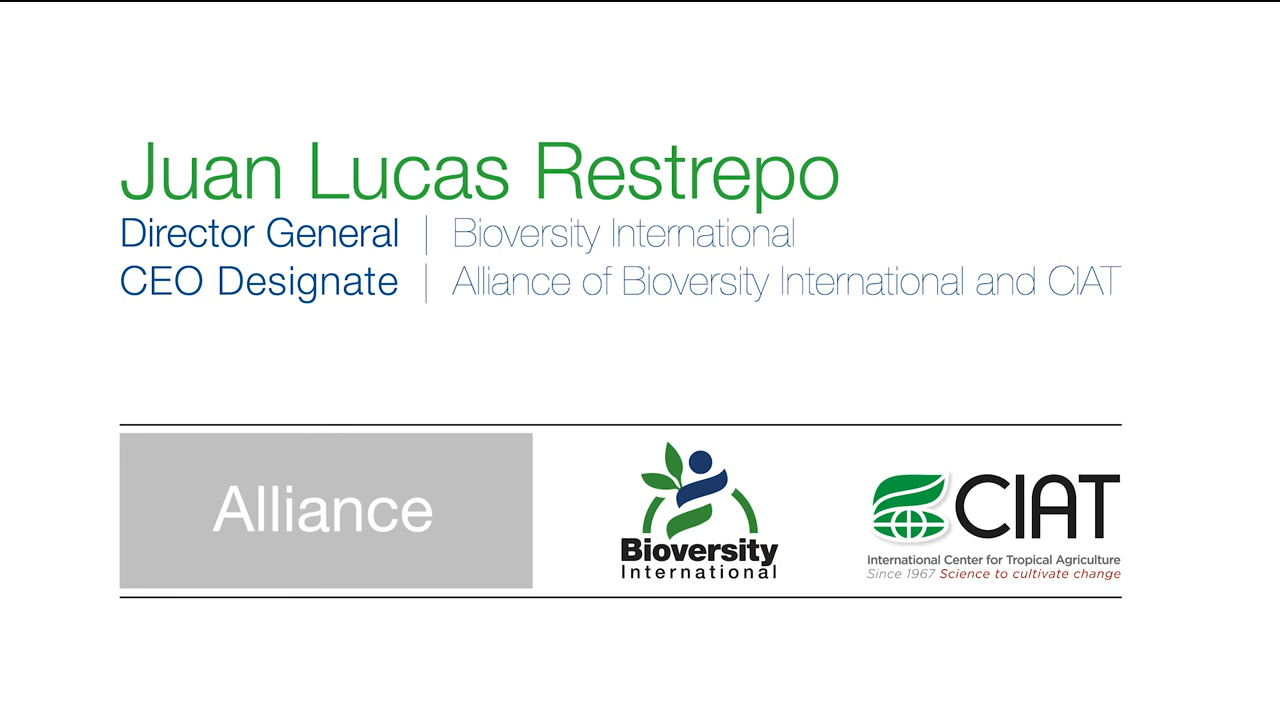 Juan Lucas Restrepo
Director General | Bioversity International
CEO Designate | Alliance of Bioversity International and CIAT
Alliance
Bioversity
International
CIAT
International Center for Tropical Agriculture
Since 1967 Science to cultivate change